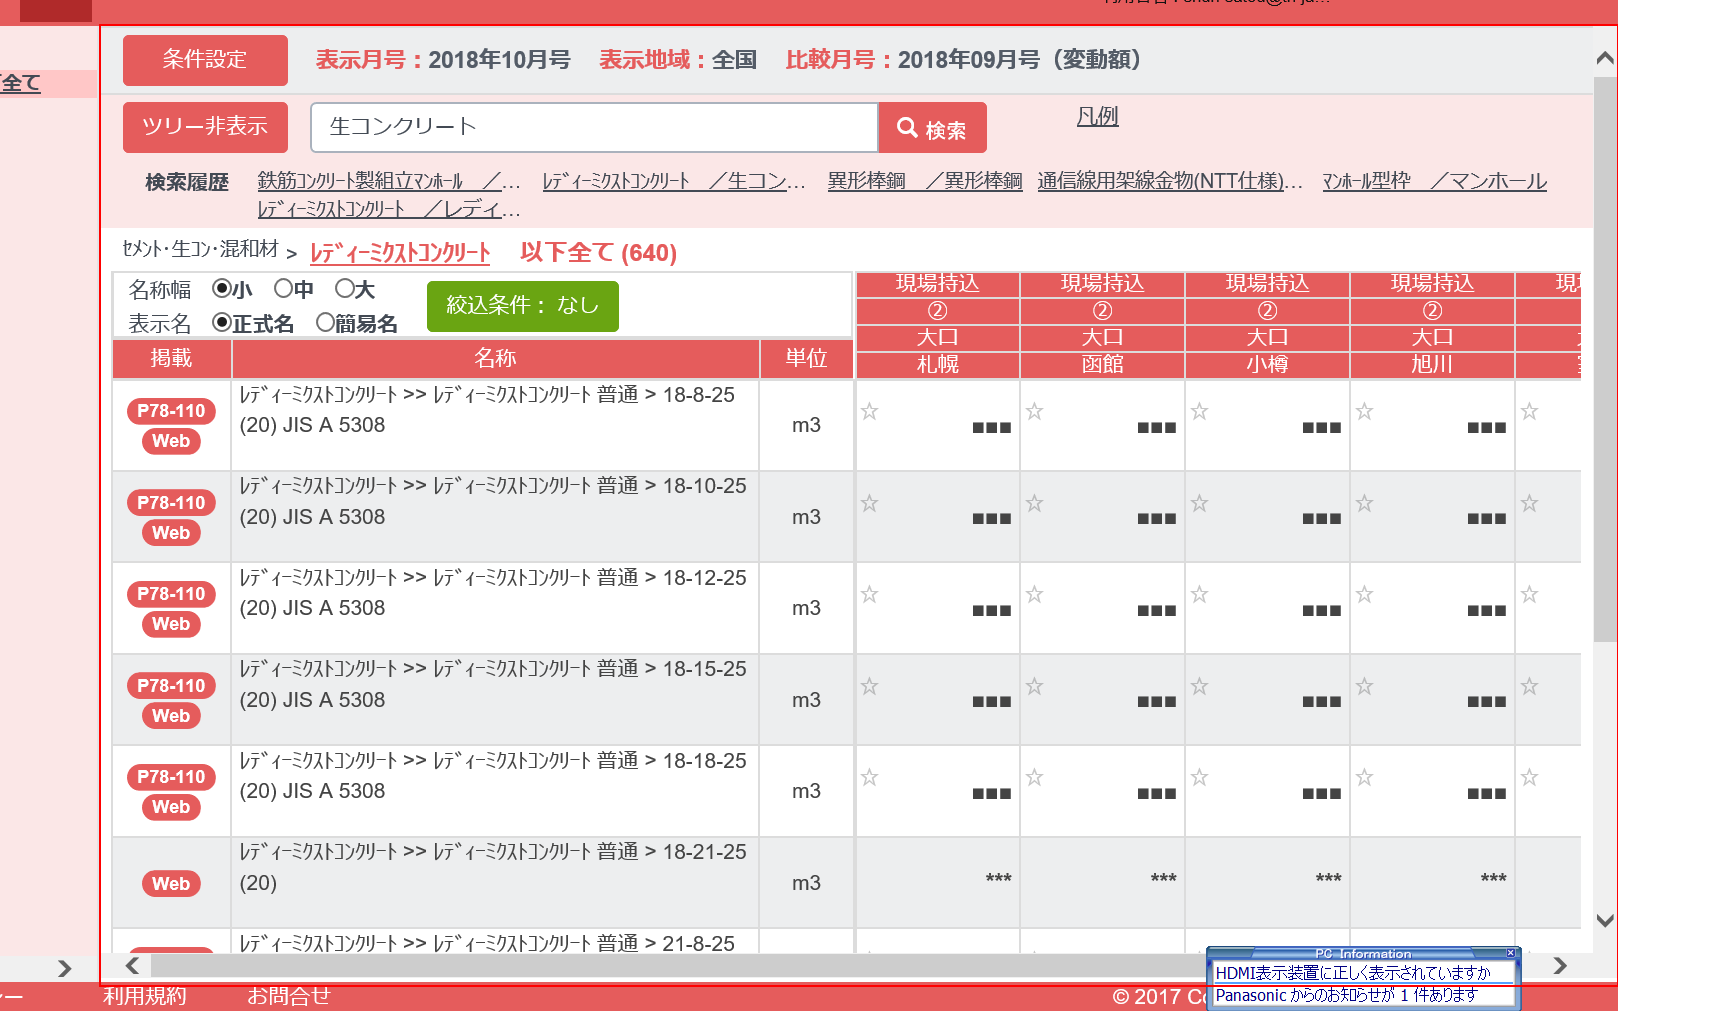 全て
条件設定 表示月号：2018年10月号 表示地域：全国 比較月号：2018年09月号（変動額）
ツリー非表示 生コンクリート 検索 凡例
検索履歴 鉄筋ｺﾝｸﾘｰﾄ製組立ﾏﾝﾎｰﾙ ／… ﾚﾃﾞｨｰﾐｸｽﾄｺﾝｸﾘｰﾄ ／生コン… 異形棒鋼 ／異形棒鋼 通信線用架線金物(NTT仕様)… ﾏﾝﾎｰﾙ型枠 ／マンホール
ﾚﾃﾞｨｰﾐｸｽﾄｺﾝｸﾘｰﾄ ／レディ…
ｾﾒﾝﾄ･生ｺﾝ･混和材 > ﾚﾃﾞｨｰﾐｸｽﾄｺﾝｸﾘｰﾄ 以下全て (640)
名称幅 小 中 大
表示名 正式名 簡易名
絞込条件： なし
現場持込 現場持込 現場持込 現場持込
② ② ② ②
大口 大口 大口 大口
掲載 名称 単位 札幌 函館 小樽 旭川
P78-110 Web ﾚﾃﾞｨｰﾐｸｽﾄｺﾝｸﾘｰﾄ >> ﾚﾃﾞｨｰﾐｸｽﾄｺﾝｸﾘｰﾄ 普通 > 18-8-25
(20) JIS A 5308 m3 ☆ ■■■ ☆ ■■■ ☆ ■■■ ☆ ■■■ ☆
P78-110 Web ﾚﾃﾞｨｰﾐｸｽﾄｺﾝｸﾘｰﾄ >> ﾚﾃﾞｨｰﾐｸｽﾄｺﾝｸﾘｰﾄ 普通 > 18-10-25
(20) JIS A 5308 m3 ☆ ■■■ ☆ ■■■ ☆ ■■■ ☆ ■■■ ☆
P78-110 Web ﾚﾃﾞｨｰﾐｸｽﾄｺﾝｸﾘｰﾄ >> ﾚﾃﾞｨｰﾐｸｽﾄｺﾝｸﾘｰﾄ 普通 > 18-12-25
(20) JIS A 5308 m3 ☆ ■■■ ☆ ■■■ ☆ ■■■ ☆ ■■■ ☆
P78-110 Web ﾚﾃﾞｨｰﾐｸｽﾄｺﾝｸﾘｰﾄ >> ﾚﾃﾞｨｰﾐｸｽﾄｺﾝｸﾘｰﾄ 普通 > 18-15-25
(20) JIS A 5308 m3 ☆ ■■■ ☆ ■■■ ☆ ■■■ ☆ ■■■ ☆
P78-110 Web ﾚﾃﾞｨｰﾐｸｽﾄｺﾝｸﾘｰﾄ >> ﾚﾃﾞｨｰﾐｸｽﾄｺﾝｸﾘｰﾄ 普通 > 18-18-25
(20) JIS A 5308 m3 ☆ ■■■ ☆ ■■■ ☆ ■■■ ☆ ■■■ ☆
Web ﾚﾃﾞｨｰﾐｸｽﾄｺﾝｸﾘｰﾄ >> ﾚﾃﾞｨｰﾐｸｽﾄｺﾝｸﾘｰﾄ 普通 > 18-21-25
(20) m3 *** *** *** ***
ﾚﾃﾞｨｰﾐｸｽﾄｺﾝｸﾘｰﾄ >> ﾚﾃﾞｨｰﾐｸｽﾄｺﾝｸﾘｰﾄ 普通 > 21-8-25
PC Information
HDMI表示装置に正しく表示されていますか
Panasonic からのお知らせが 1 件あります
利用規約 お問合せ © 2017